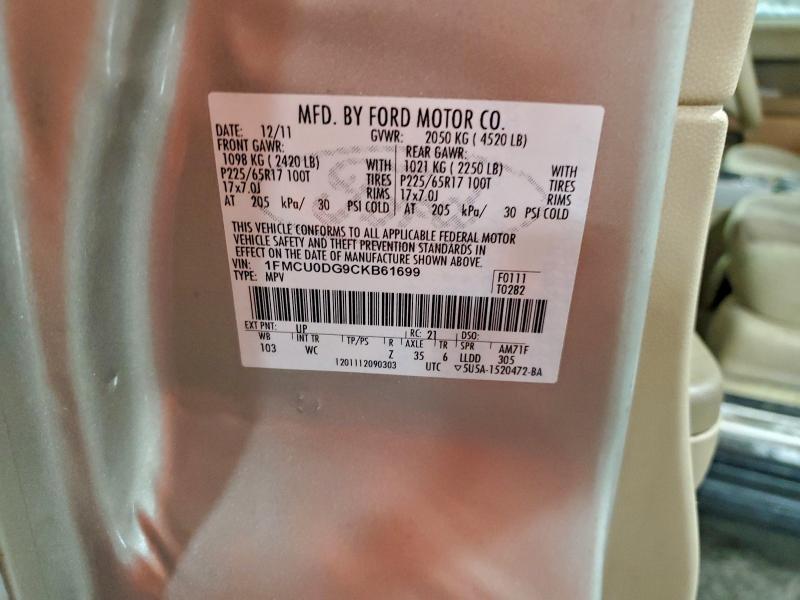 MFD. BY FORD MOTOR CO.
DATE: 12/11 GVWR: 2050 KG ( 4520 LB)
FRONT GAWR: REAR GAWR:
1098 KG ( 2420 LB) WITH 1021 KG ( 2250 LB) WITH
P225/65R17 100T TIRES P225/65R17 100T TIRES
17x7.0J RIMS 17x7.0J RIMS
AT 205 kPa/ 30 PSI COLD AT 205 kPa/ 30 PSI COLD
THIS VEHICLE CONFORMS TO ALL APPLICABLE FEDERAL MOTOR
VEHICLE SAFETY AND THEFT PREVENTION STANDARDS IN
EFFECT ON THE DATE OF MANUFACTURE SHOWN ABOVE.
VIN: 1FMCU0DG9CKB61699
TYPE: MPV F0111
T0282
EXT PNT: UP RC: 21 DSO:
WB INT TR TP/PS R AXLE TR SPR AM71F
103 WC Z 35 6 LLDD 305
1201112090303 UTC ▽5U5A-1520472-BA